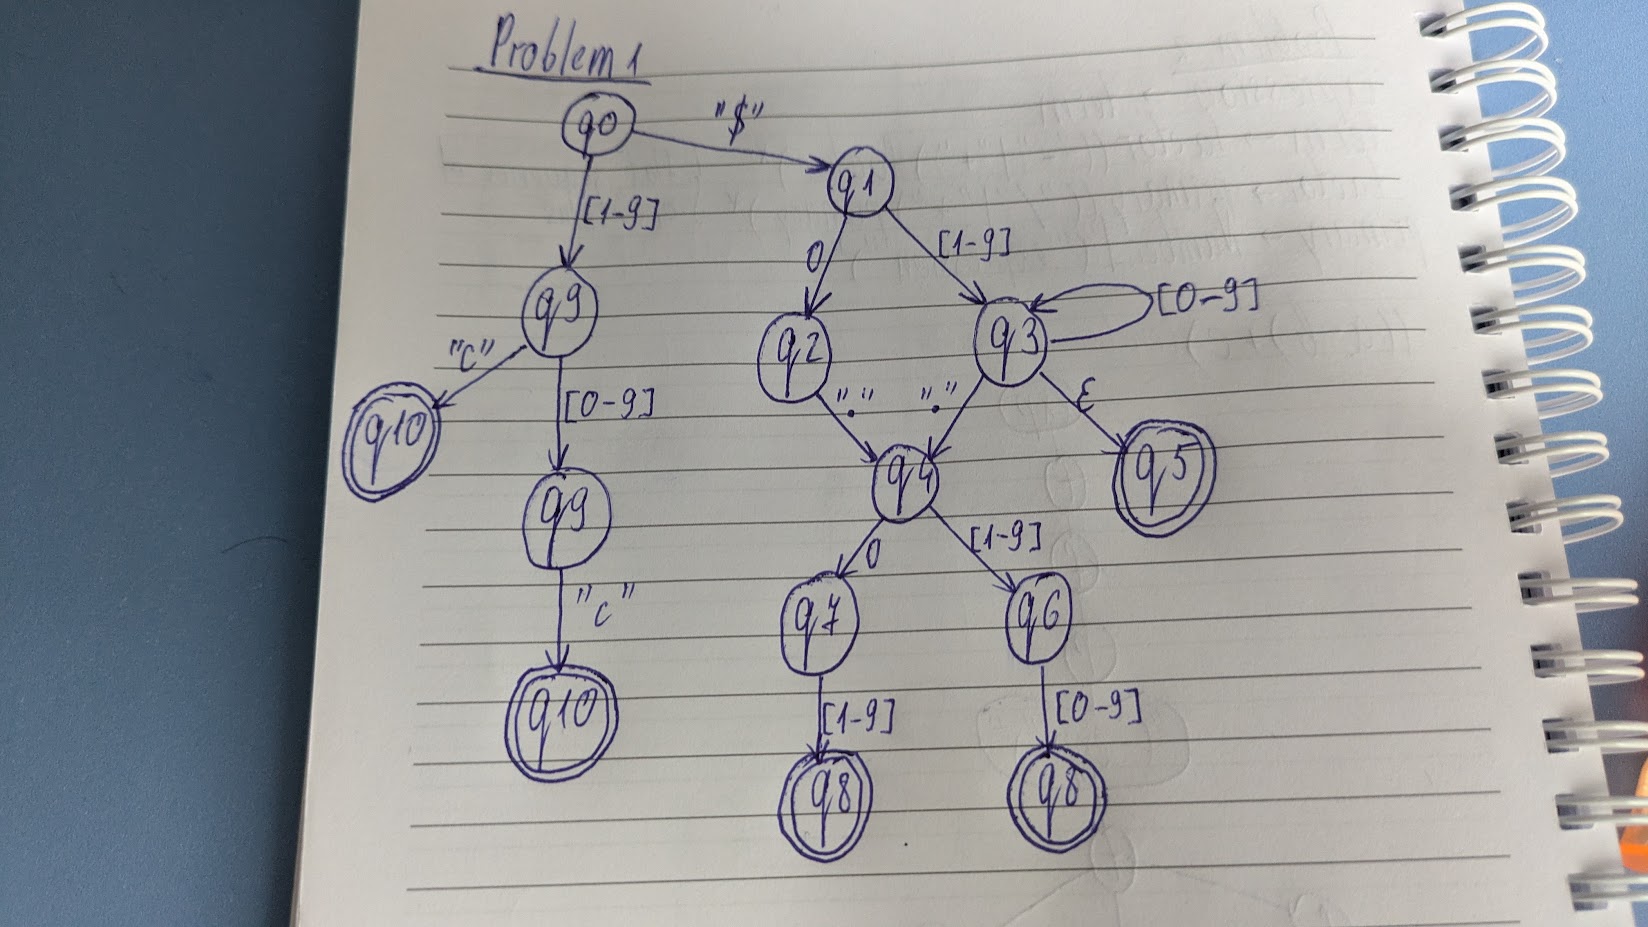 Problem 1
q0
"$"
q1
[1-9]
0
[1-9]
q9
q2
q3
[0-9]
"c"
[0-9]
"."
"."
ε
q10
q4
q5
q9
0
[1-9]
"c"
q7
q6
q10
[1-9]
[0-9]
q8
q8